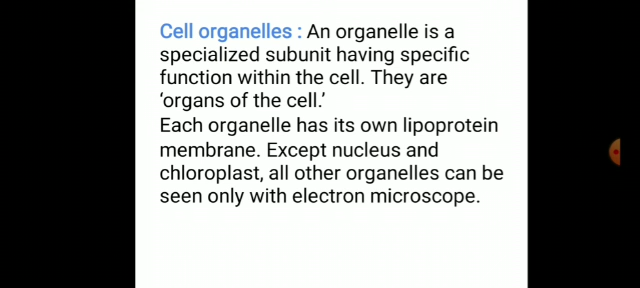 Cell organelles : An organelle is a
specialized subunit having specific
function within the cell. They are
‘organs of the cell.’
Each organelle has its own lipoprotein
membrane. Except nucleus and
chloroplast, all other organelles can be
seen only with electron microscope.